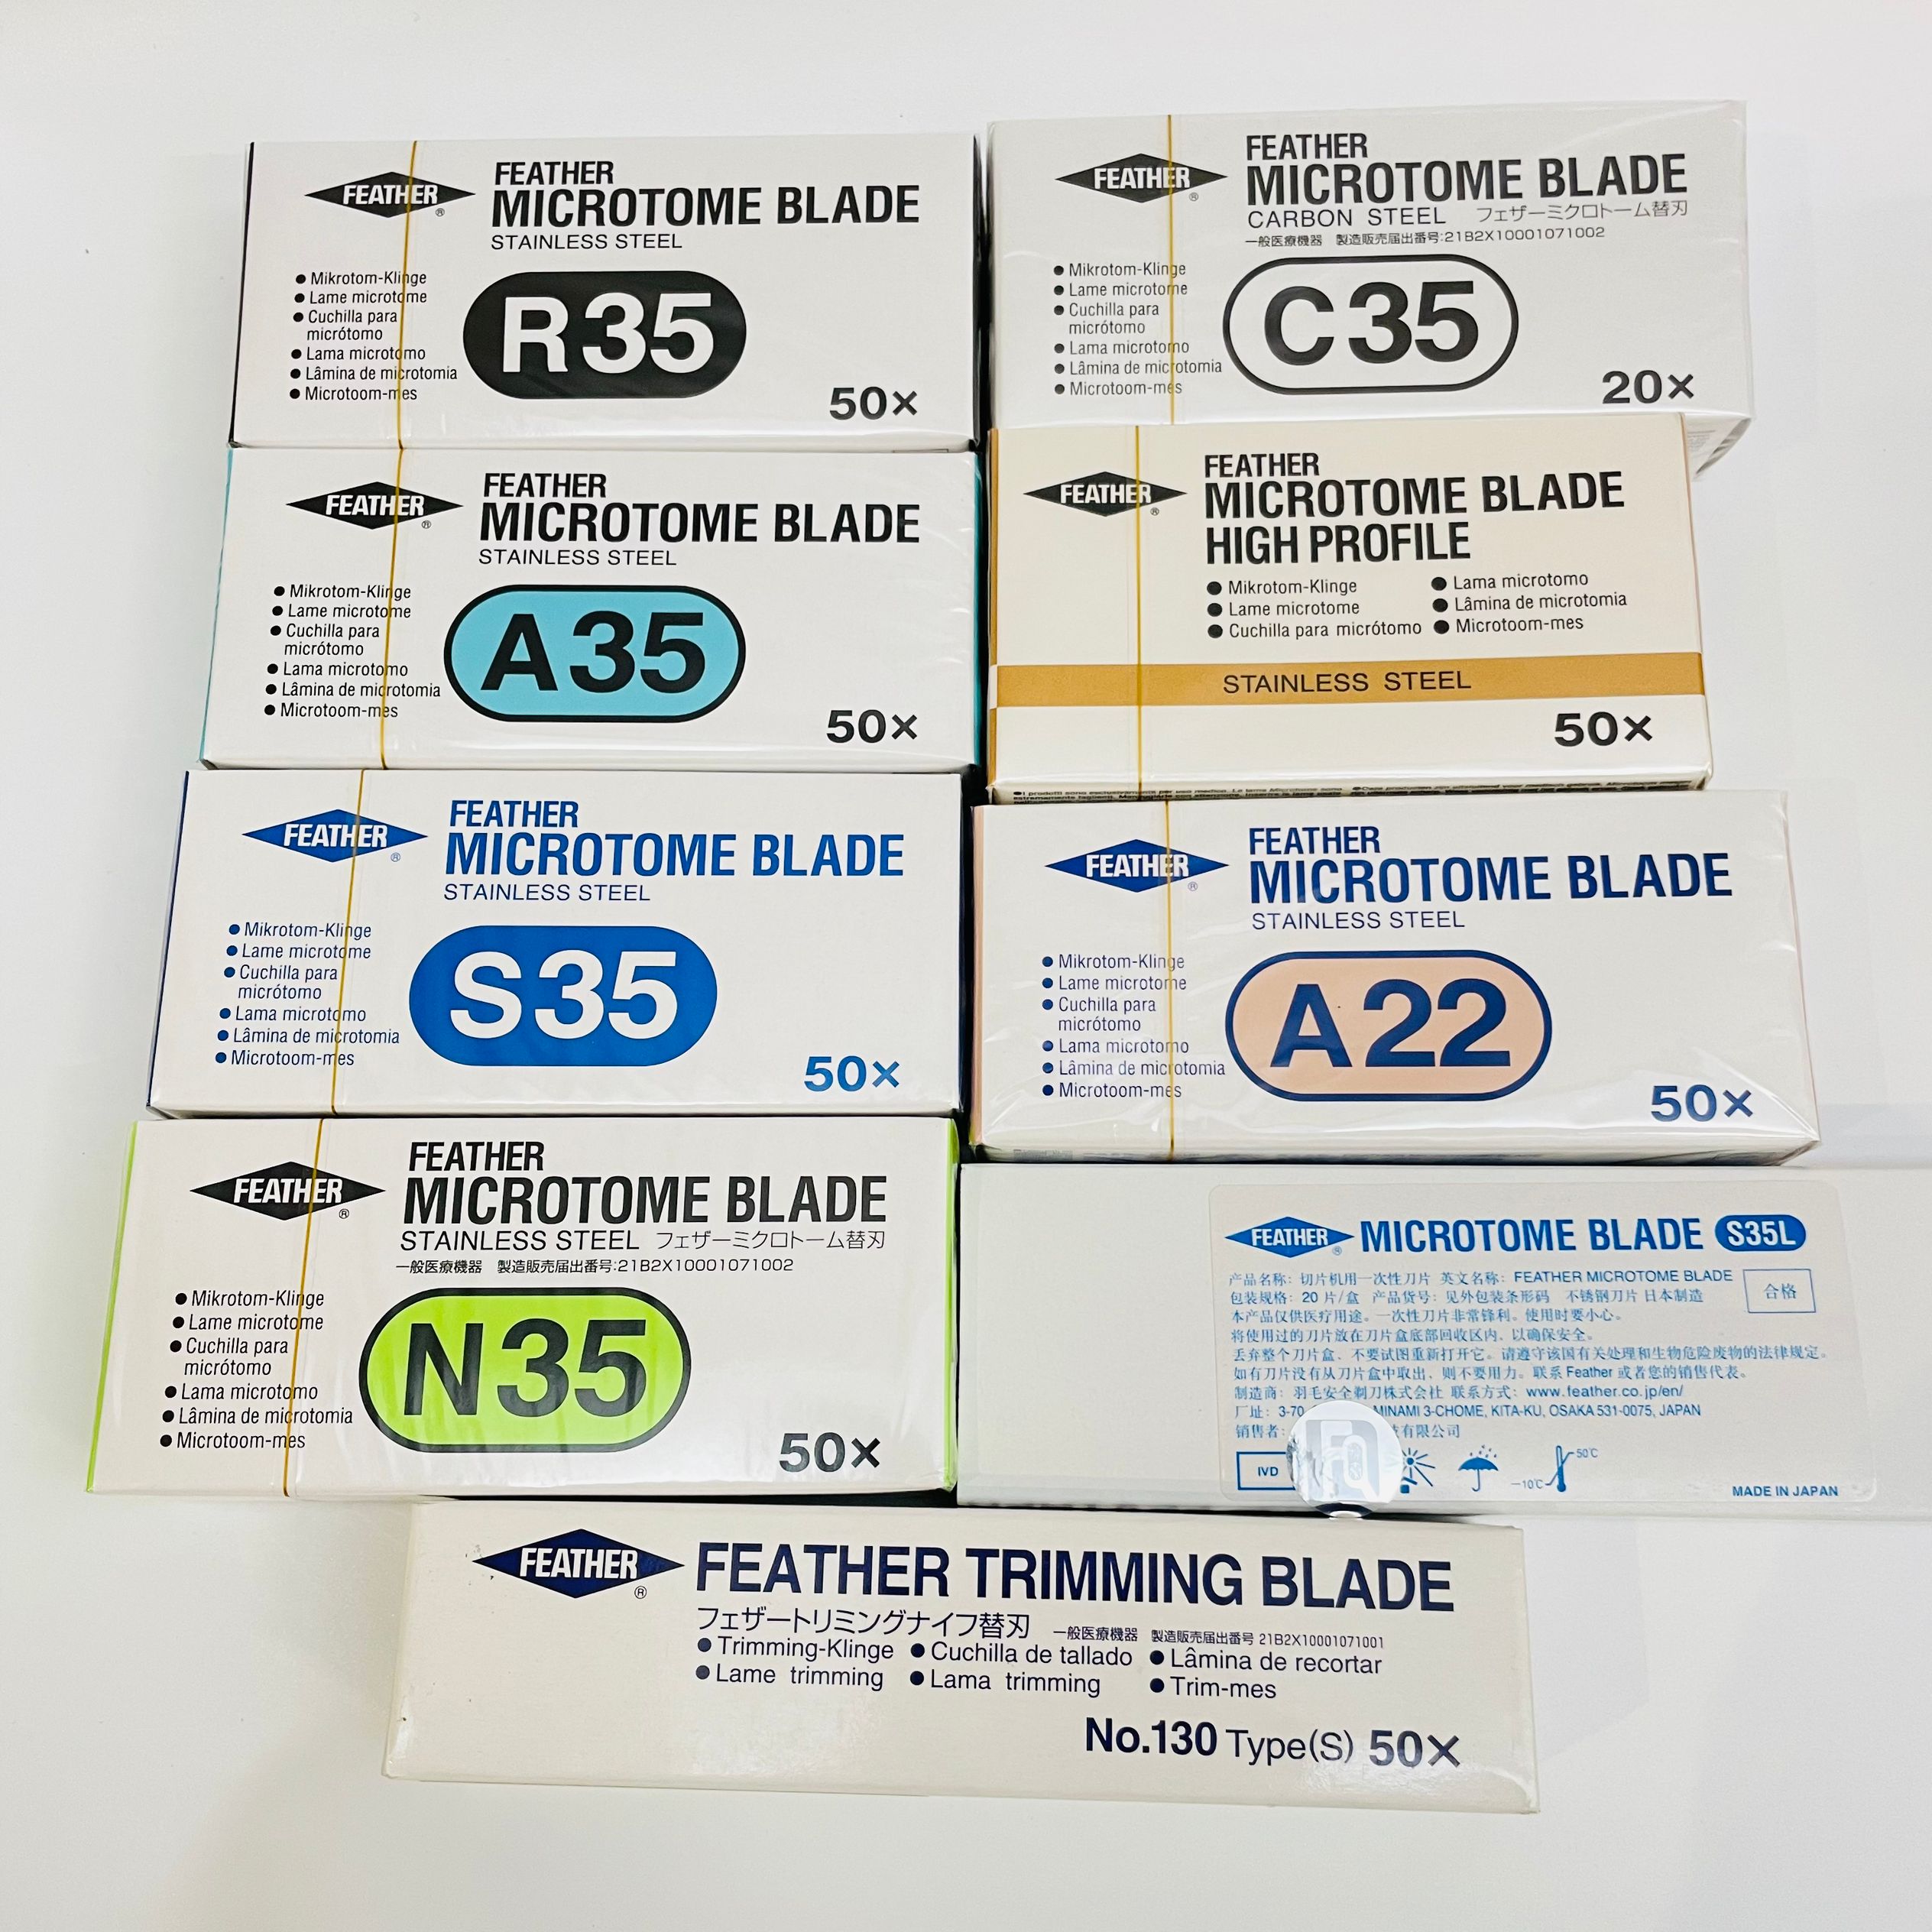 FEATHER
®
FEATHER
MICROTOME BLADE
STAINLESS STEEL
● Mikrotom-Klinge
● Lame microtome
● Cuchilla para
micrótomo
● Lama microtomo
● Lâmina de microtomia
● Microtoom-mes
R35
50×
FEATHER
®
FEATHER
MICROTOME BLADE
CARBON STEEL フェザーミクロトーム替刃
一般医療機器 製造販売届出番号:21B2X10001071002
● Mikrotom-Klinge
● Lame microtome
● Cuchilla para
micrótomo
● Lama microtomo
● Lâmina de microtomia
● Microtoom-mes
C35
20×
FEATHER
®
FEATHER
MICROTOME BLADE
STAINLESS STEEL
● Mikrotom-Klinge
● Lame microtome
● Cuchilla para
micrótomo
● Lama microtomo
● Lâmina de microtomia
● Microtoom-mes
A35
50×
FEATHER
®
FEATHER
MICROTOME BLADE
HIGH PROFILE
● Mikrotom-Klinge ● Lama microtomo
● Lame microtome ● Lâmina de microtomia
● Cuchilla para micrótomo ● Microtoom-mes
STAINLESS STEEL
50×
FEATHER
®
FEATHER
MICROTOME BLADE
STAINLESS STEEL
● Mikrotom-Klinge
● Lame microtome
● Cuchilla para
micrótomo
● Lama microtomo
● Lâmina de microtomia
● Microtoom-mes
S35
50×
FEATHER
®
FEATHER
MICROTOME BLADE
STAINLESS STEEL
● Mikrotom-Klinge
● Lame microtome
● Cuchilla para
micrótomo
● Lama microtomo
● Lâmina de microtomia
● Microtoom-mes
A22
50×
FEATHER
®
FEATHER
MICROTOME BLADE
STAINLESS STEEL フェザーミクロトーム替刃
一般医療機器 製造販売届出番号:21B2X10001071002
● Mikrotom-Klinge
● Lame microtome
● Cuchilla para
micrótomo
● Lama microtomo
● Lâmina de microtomia
● Microtoom-mes
N35
50×
FEATHER MICROTOME BLADE S35L
产品名称: 切片机用一次性刀片 英文名称: FEATHER MICROTOME BLADE
合格
包装规格: 20 片/盒 产品货号: 见外包装条形码 不锈钢刀片 日本制造
本产品仅供医疗用途。一次性刀片非常锋利。使用时要小心。
将使用过的刀片放在刀片盒底部回收区内, 以确保安全。
丢弃整个刀片盒, 不要试图重新打开它。请遵守该国有关处理和生物危险废物的法律规定。
如有刀片没有从刀片盒中取出, 则不要用力。联系 Feather 或者您的销售代表。
制造商: 羽毛安全剃刀株式会社 联系方式: www.feather.co.jp/en/
厂址: 3-70 MINAMI 3-CHOME, KITA-KU, OSAKA 531-0075, JAPAN
销售者: 有限公司
IVD
-10℃
50℃
MADE IN JAPAN
FEATHER
®
FEATHER TRIMMING BLADE
フェザートリミングナイフ替刃 一般医療機器 製造販売届出番号 21B2X10001071001
● Trimming-Klinge ● Cuchilla de tallado ● Lâmina de recortar
● Lame trimming ● Lama trimming ● Trim-mes
No.130 Type(S) 50×